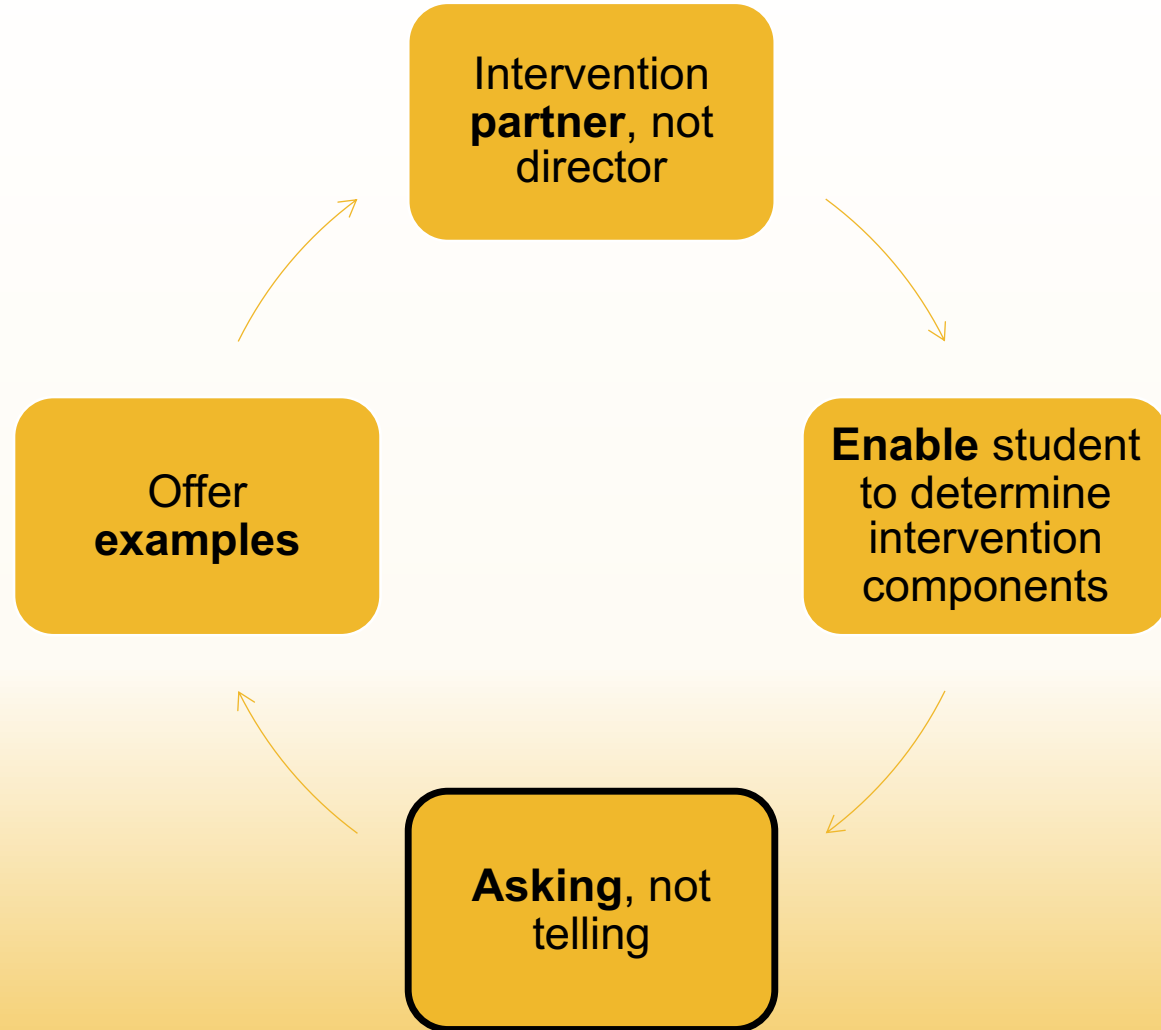 Intervention
partner, not
director
Enable student
to determine
intervention
components
Asking, not
telling
Offer
examples